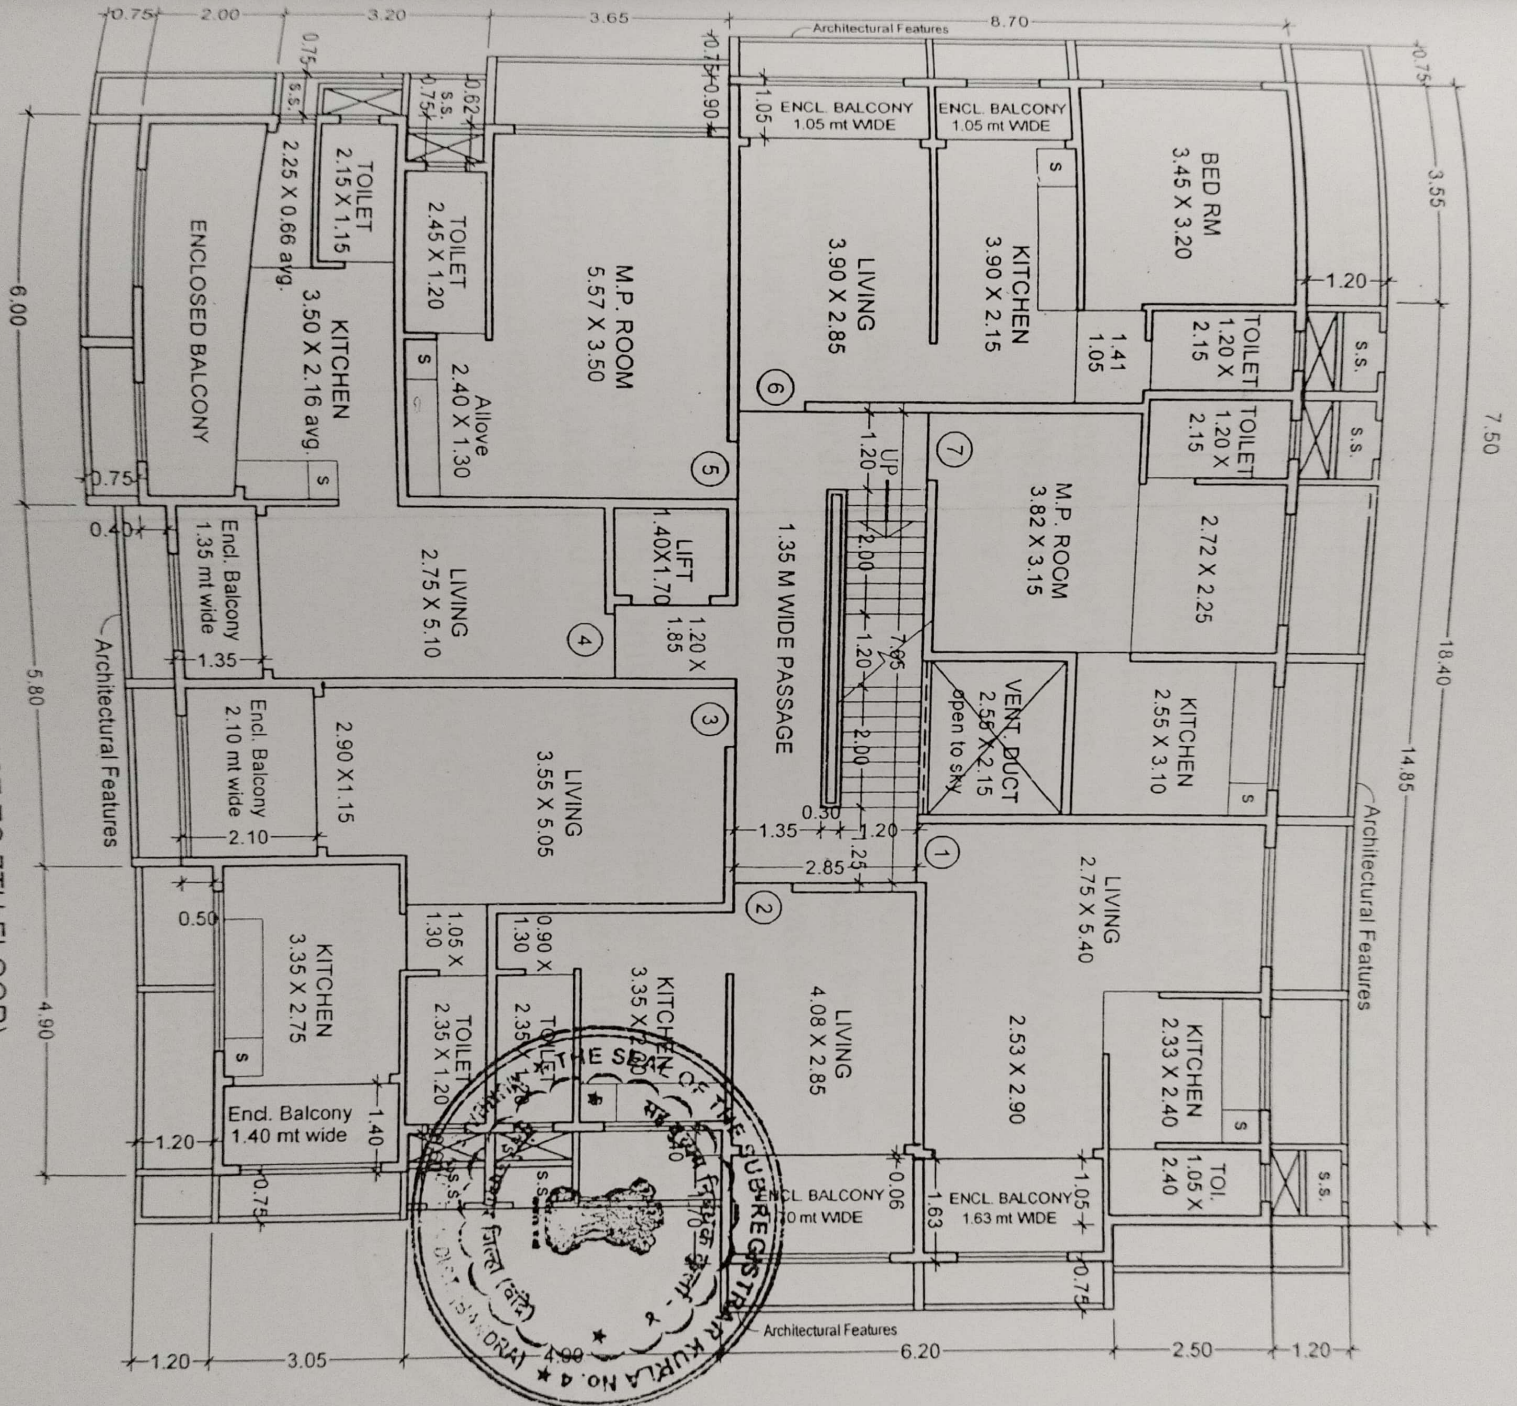 0.75
2.00
3.20
3.65
8.70
Architectural Features
0.75
s.s.
0.75
s.s.
0.62
0.75
0.90
1.05
ENCL. BALCONY
1.05 mt WIDE
ENCL. BALCONY
1.05 mt WIDE
0.75
3.55
BED RM
3.45 X 3.20
S
TOILET
2.15 X 1.15
2.25 X 0.66 avg.
TOILET
2.45 X 1.20
M.P. ROOM
5.57 X 3.50
LIVING
3.90 X 2.85
KITCHEN
3.90 X 2.15
1.20
ENCLOSED BALCONY
6.00
KITCHEN
3.50 X 2.16 avg.
S
Allove
2.40 X 1.30
6
1.41
1.05
TOILET
1.20 X
2.15
s.s.
TOILET
1.20 X
2.15
s.s.
7.50
S
0.75
5
1.20
UP
7
M.P. ROOM
3.82 X 3.15
2.72 X 2.25
0.40
Encl. Balcony
1.35 mt wide
LIVING
2.75 X 5.10
LIFT
1.40X1.70
1.35 M WIDE PASSAGE
2.00
1.35
4
1.20 X
1.85
1.20
7.05
18.40
5.80
Architectural Features
Encl. Balcony
2.10 mt wide
2.90 X1.15
3
2.00
VENT. DUCT
2.55 X 2.15
open to sky
KITCHEN
2.55 X 3.10
S
14.85
LIVING
3.55 X 5.05
2.10
0.30
1.35
1.20
1.25
2.85
1
Architectural Features
0.50
2
LIVING
2.75 X 5.40
KITCHEN
3.35 X 2.75
S
1.05 X
1.30
0.90 X
1.30
KITCHEN
3.35 X
LIVING
4.08 X 2.85
2.53 X 2.90
KITCHEN
2.33 X 2.40
S
4.90
TOILET
2.35 X 1.20
TOILET
2.35 X 1.20
Encl. Balcony
1.40 mt wide
1.40
1.20
0.75
s.s.
s.s.
THE SEAL OF THE SUB-REGISTRAR KURLA No. 4
ENCL BALCONY
mt WIDE
0.06
1.63
ENCL. BALCONY
1.63 mt WIDE
1.05
TOI.
1.05 X
2.40
s.s.
0.75
1.70
Architectural Features
1.20
3.05
4.90
6.20
2.50
1.20